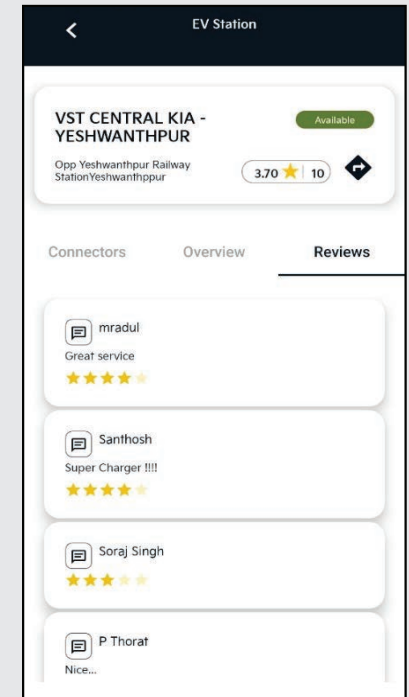 EV Station
VST CENTRAL KIA -
YESHWANTHPUR
Available
Opp Yeshwanthpur Railway
StationYeshwanthppur
3.70 10
Connectors Overview Reviews
mradul
Great service
Santhosh
Super Charger !!!!
Soraj Singh
P Thorat
Nice...